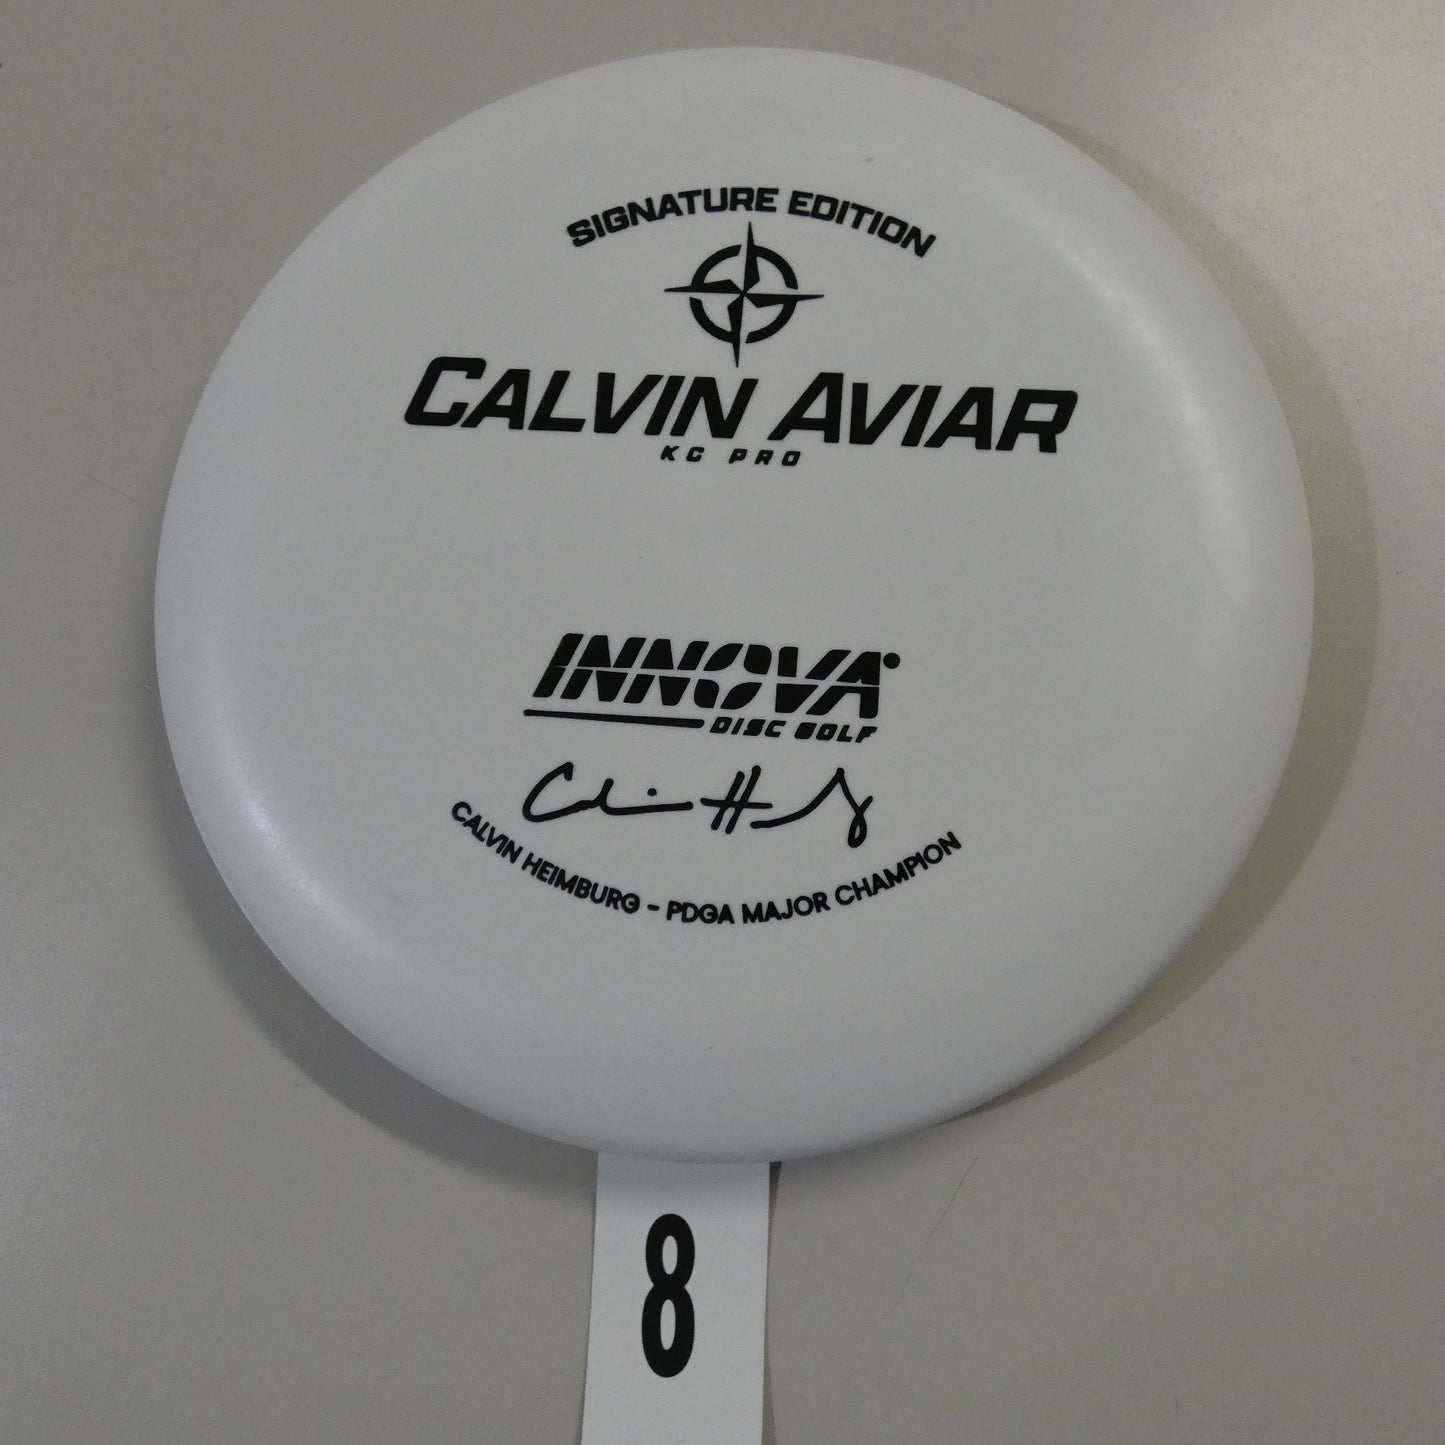 SIGNATURE EDITION
CALVIN AVIAR
KC PRO
INNOVA
DISC GOLF
CALVIN HEIMBURG - PDGA MAJOR CHAMPION
8